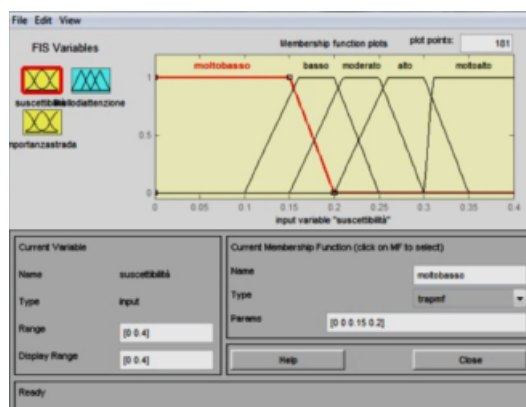 File Edit View
FIS Variables
Membership function plots
plot points:
181
suscettibilità
importanzastrada
moltobasso
basso
moderato
alto
moltoalto
1
0.5
0
0 0.05 0.1 0.15 0.2 0.25 0.3 0.35 0.4
input variable "suscettibilità"
Current Variable
Name suscettibilità
Type input
Range [0 0.4]
Display Range [0 0.4]
Current Membership Function (click on MF to select)
Name moltobasso
Type trapmf
Params [0 0 0.15 0.2]
Help Close
Ready